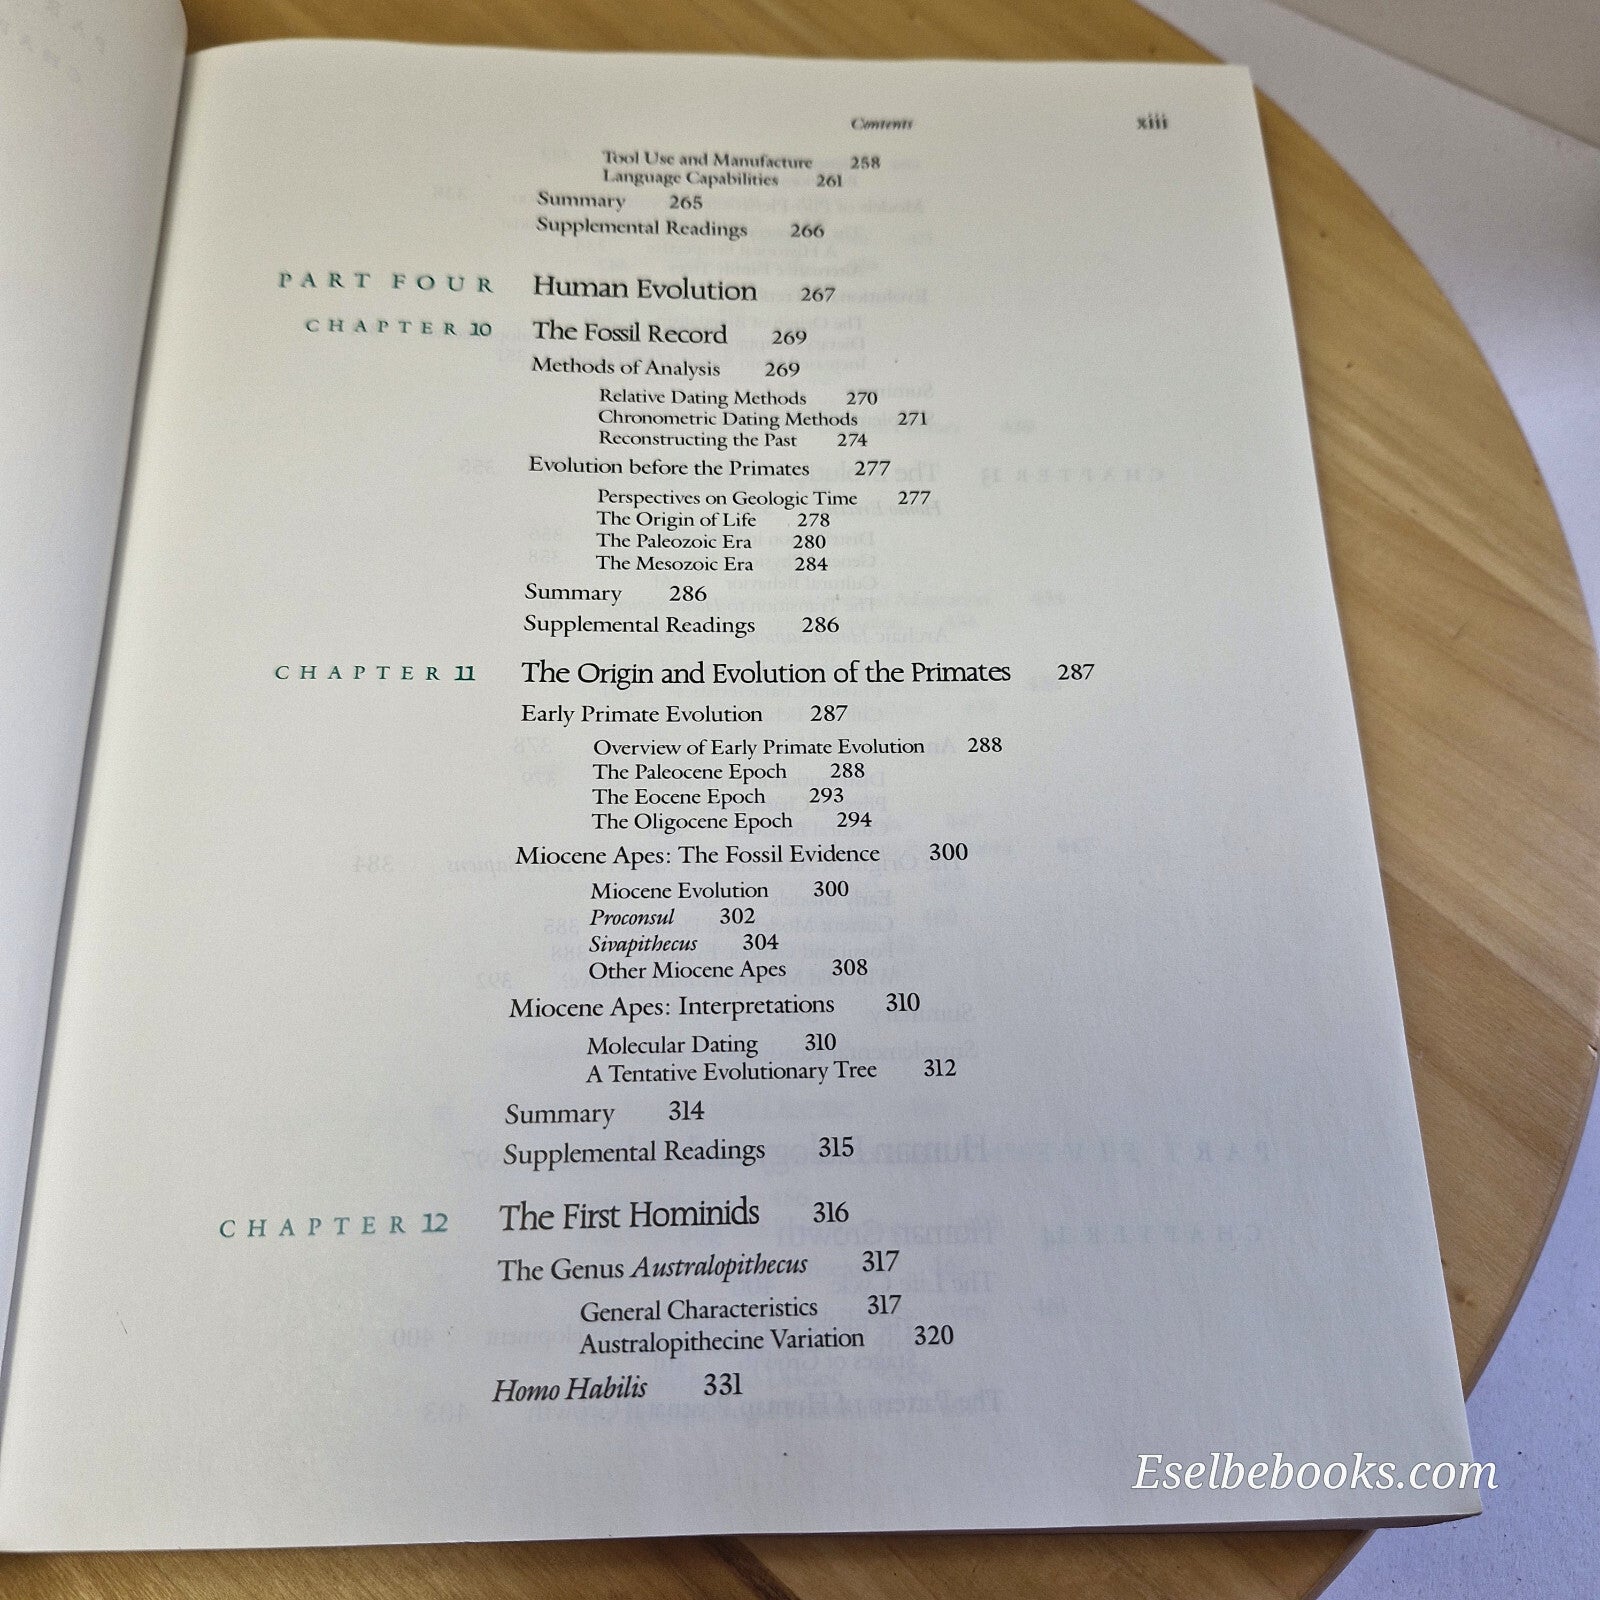 Contents xiii
Tool Use and Manufacture 258
Language Capabilities 261
Summary 265
Supplemental Readings 266
PART FOUR Human Evolution 267
CHAPTER 10 The Fossil Record 269
Methods of Analysis 269
Relative Dating Methods 270
Chronometric Dating Methods 271
Reconstructing the Past 274
Evolution before the Primates 277
Perspectives on Geologic Time 277
The Origin of Life 278
The Paleozoic Era 280
The Mesozoic Era 284
Summary 286
Supplemental Readings 286
CHAPTER 11 The Origin and Evolution of the Primates 287
Early Primate Evolution 287
Overview of Early Primate Evolution 288
The Paleocene Epoch 288
The Eocene Epoch 293
The Oligocene Epoch 294
Miocene Apes: The Fossil Evidence 300
Miocene Evolution 300
Proconsul 302
Sivapithecus 304
Other Miocene Apes 308
Miocene Apes: Interpretations 310
Molecular Dating 310
A Tentative Evolutionary Tree 312
Summary 314
Supplemental Readings 315
CHAPTER 12 The First Hominids 316
The Genus Australopithecus 317
General Characteristics 317
Australopithecine Variation 320
Homo Habilis 331
Eselbebooks.com